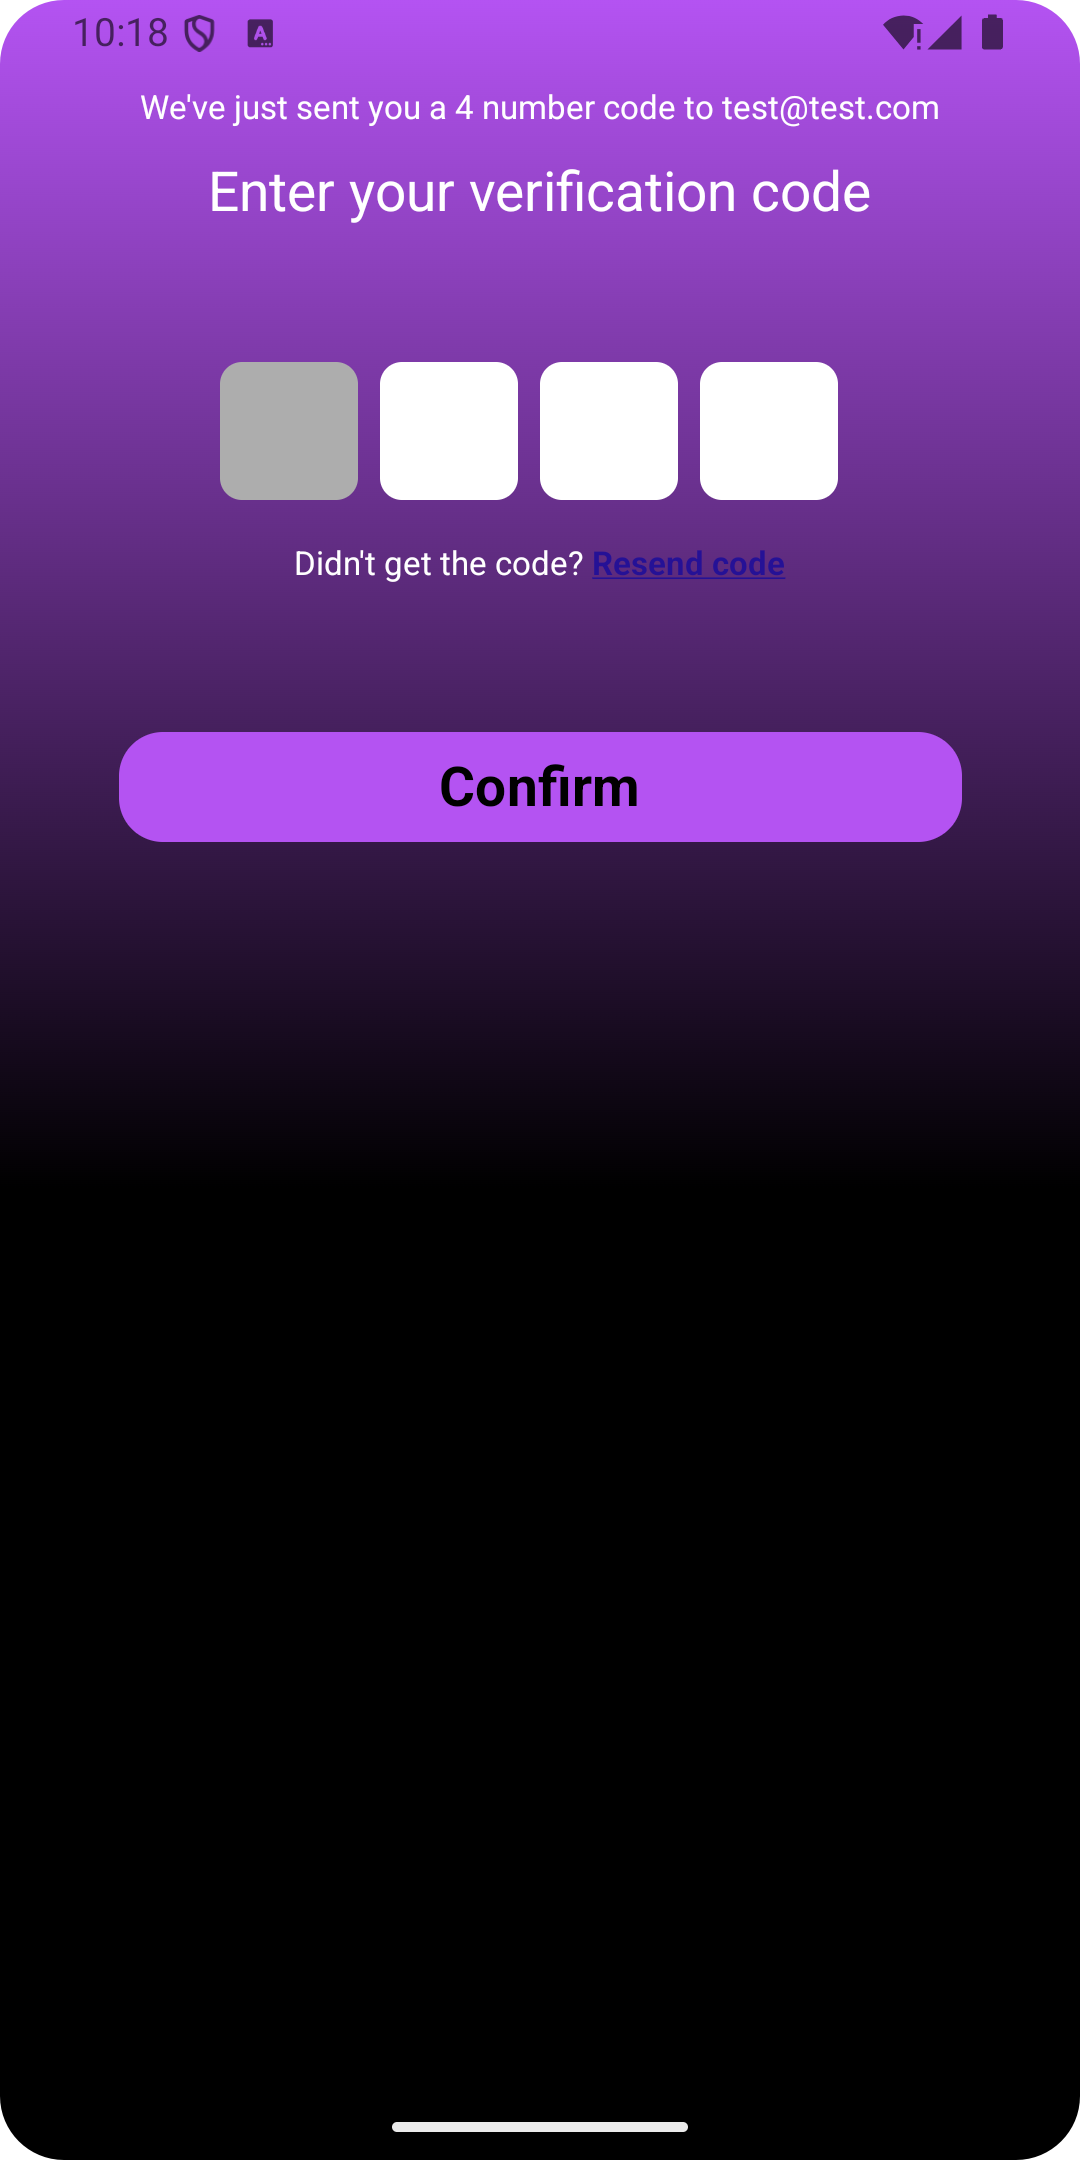 10:18
We've just sent you a 4 number code to test@test.com
Enter your verification code
Didn't get the code? Resend code
Confirm